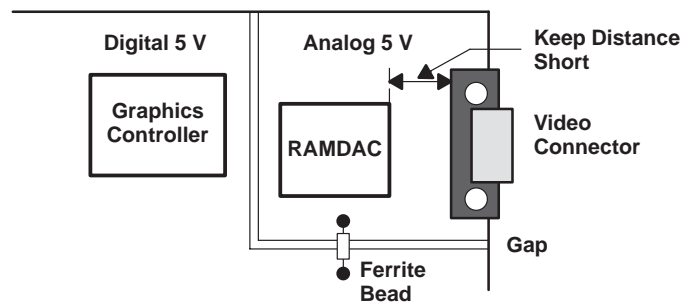 Digital 5 V
Analog 5 V
Keep Distance
Short
Graphics
Controller
RAMDAC
Video
Connector
Gap
Ferrite
Bead